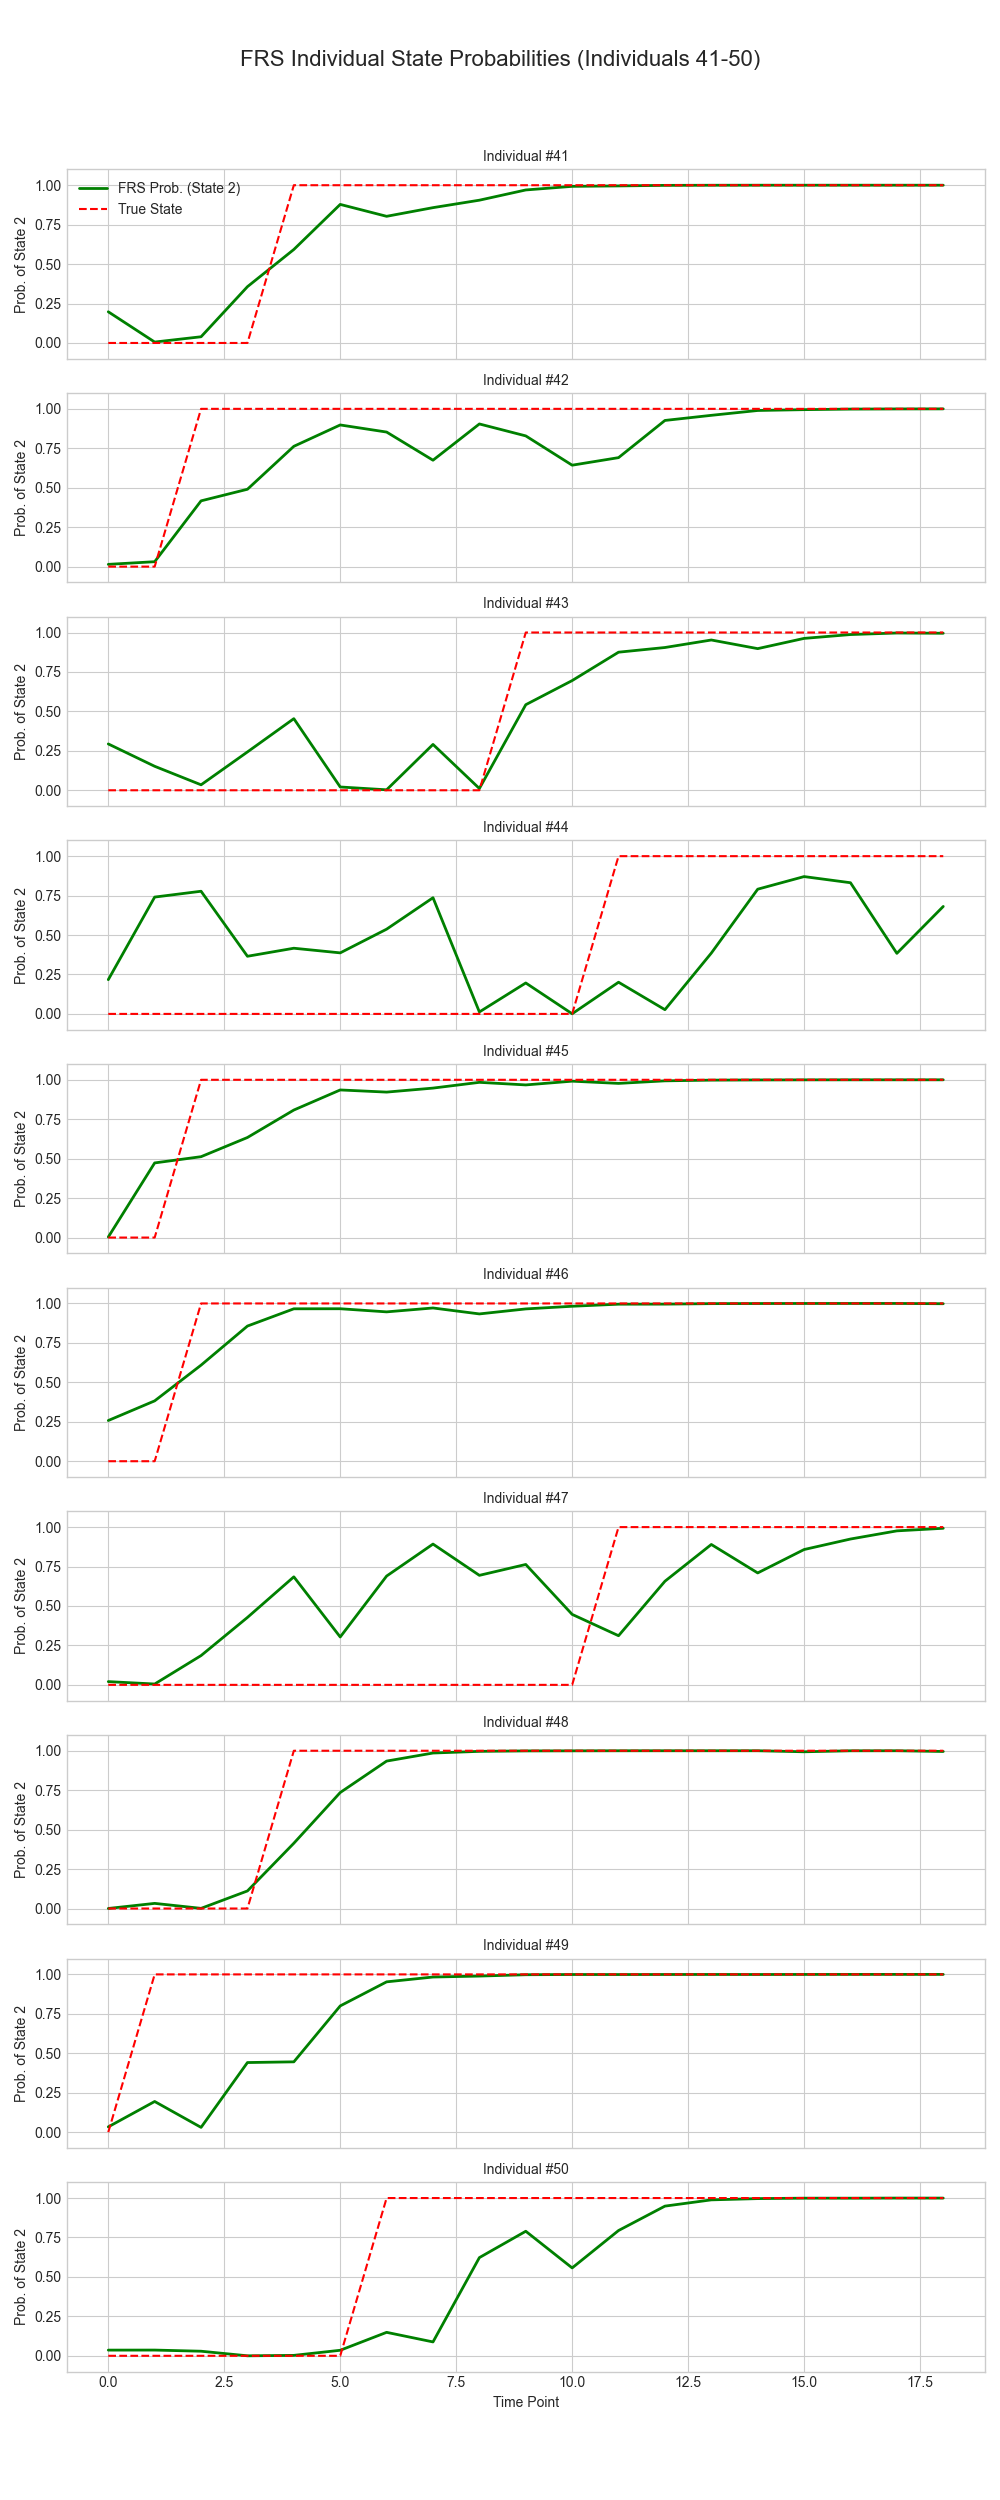 FRS Individual State Probabilities (Individuals 41-50)
Individual #41
FRS Prob. (State 2)
True State
Prob. of State 2
1.00
0.75
0.50
0.25
0.00
Individual #42
Prob. of State 2
1.00
0.75
0.50
0.25
0.00
Individual #43
Prob. of State 2
1.00
0.75
0.50
0.25
0.00
Individual #44
Prob. of State 2
1.00
0.75
0.50
0.25
0.00
Individual #45
Prob. of State 2
1.00
0.75
0.50
0.25
0.00
Individual #46
Prob. of State 2
1.00
0.75
0.50
0.25
0.00
Individual #47
Prob. of State 2
1.00
0.75
0.50
0.25
0.00
Individual #48
Prob. of State 2
1.00
0.75
0.50
0.25
0.00
Individual #49
Prob. of State 2
1.00
0.75
0.50
0.25
0.00
Individual #50
Prob. of State 2
1.00
0.75
0.50
0.25
0.00
0.0 2.5 5.0 7.5 10.0 12.5 15.0 17.5
Time Point